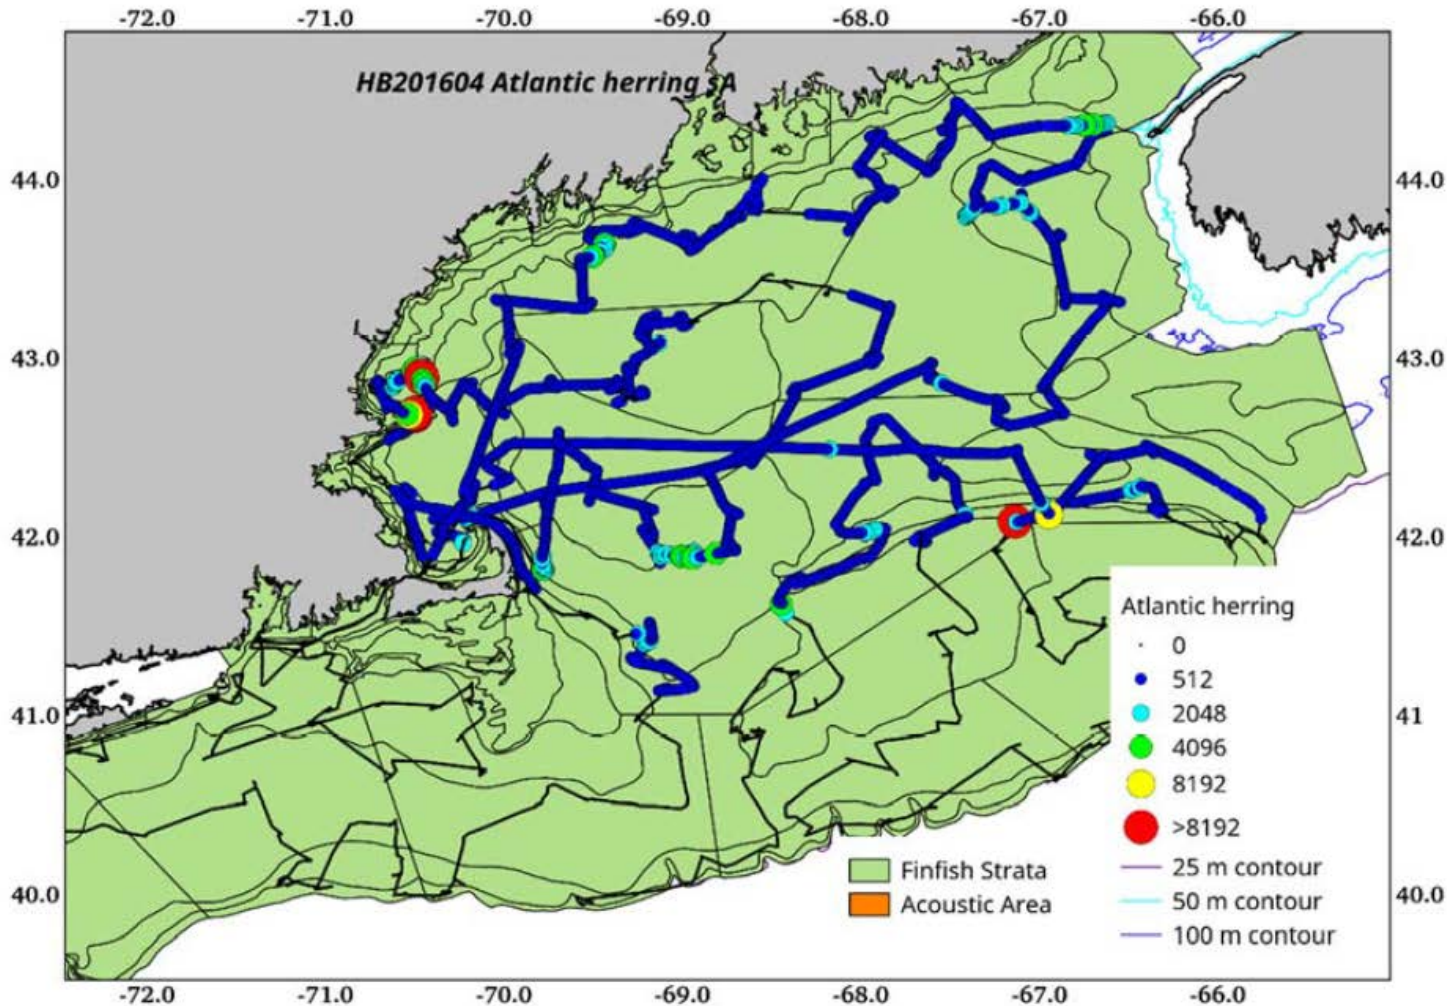 -72.0 -71.0 -70.0 -69.0 -68.0 -67.0 -66.0
HB201604 Atlantic herring sA
44.0 44.0
43.0 43.0
42.0 42.0
41.0 41
40.0 40.0
Atlantic herring
0
512
2048
4096
8192
>8192
25 m contour
50 m contour
100 m contour
Finfish Strata
Acoustic Area
-72.0 -71.0 -70.0 -69.0 -68.0 -67.0 -66.0